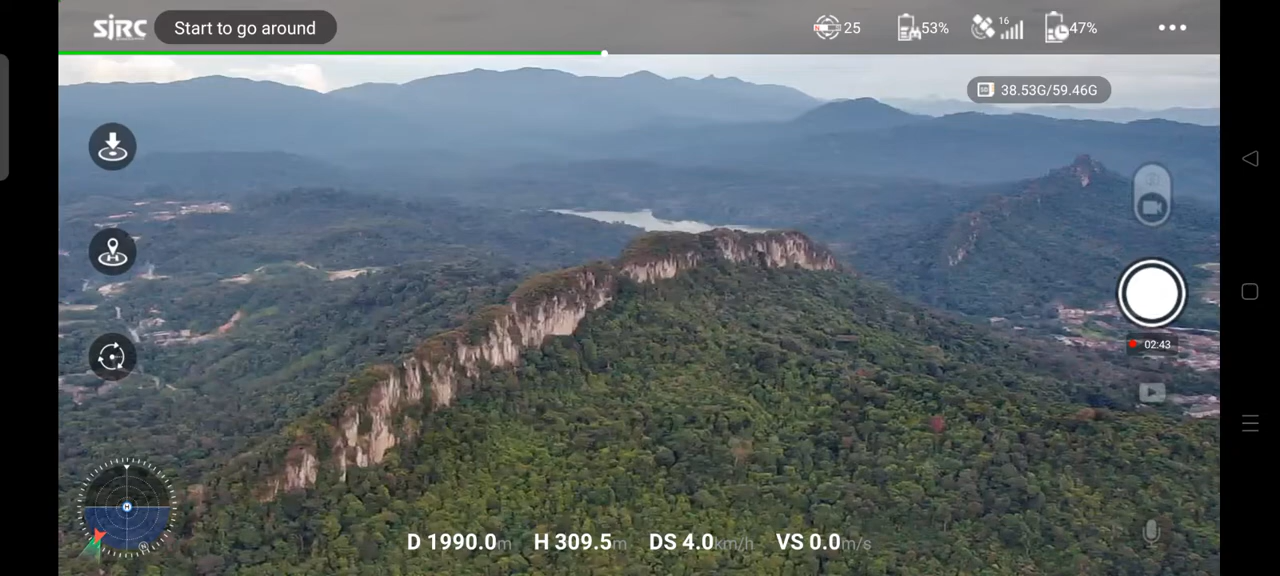 SJRC Start to go around 25 53% 16 47%
38.53G/59.46G
02:43
H
N
D 1990.0m H 309.5m DS 4.0km/h VS 0.0m/s